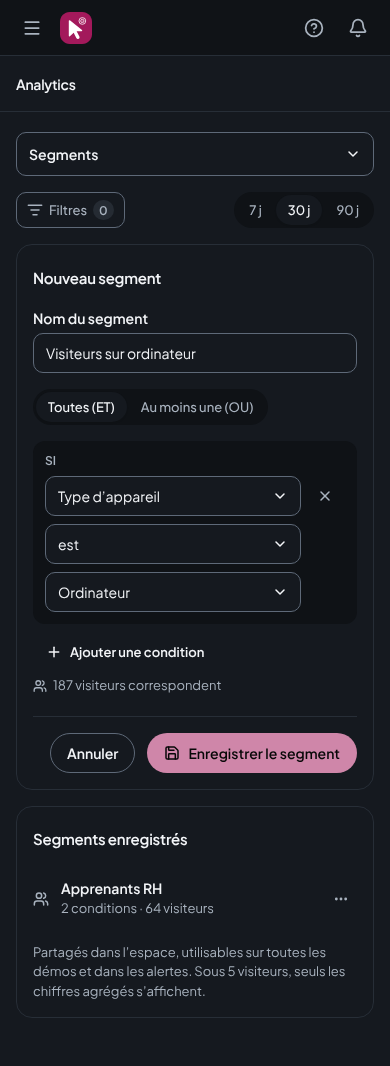 Analytics
Segments
Filtres 0
7 j 30 j 90 j
Nouveau segment
Nom du segment
Visiteurs sur ordinateur
Toutes (ET) Au moins une (OU)
SI
Type d'appareil
est
Ordinateur
Ajouter une condition
187 visiteurs correspondent
Annuler Enregistrer le segment
Segments enregistrés
Apprenants RH
2 conditions · 64 visiteurs
Partagés dans l'espace, utilisables sur toutes les
démos et dans les alertes. Sous 5 visiteurs, seuls les
chiffres agrégés s'affichent.